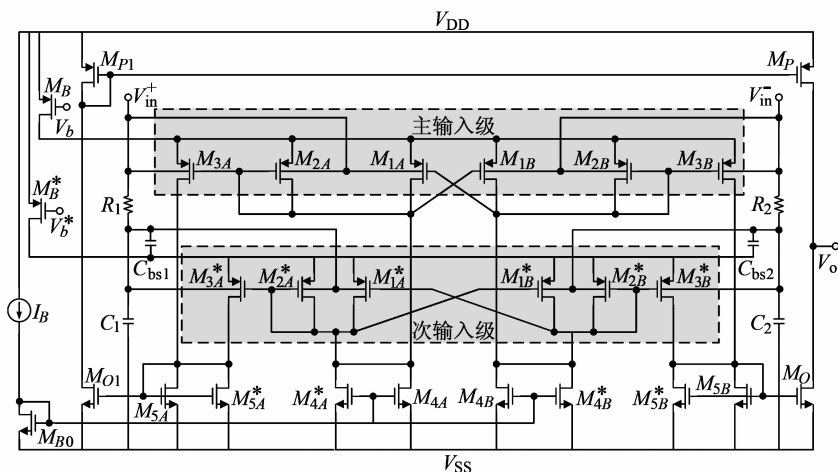 V_DD
M_P1
M_P
M_B
V_b
V_in^+
V_in^-
主输入级
M_3A
M_2A
M_1A
M_1B
M_2B
M_3B
M_B^*
V_b^*
R_1
R_2
C_bs1
C_bs2
V_o
M_3A^*
M_2A^*
M_1A^*
M_1B^*
M_2B^*
M_3B^*
I_B
C_1
次输入级
C_2
M_O1
M_5A
M_5A^*
M_4A^*
M_4A
M_4B
M_4B^*
M_5B^*
M_5B
M_O
M_B0
V_SS